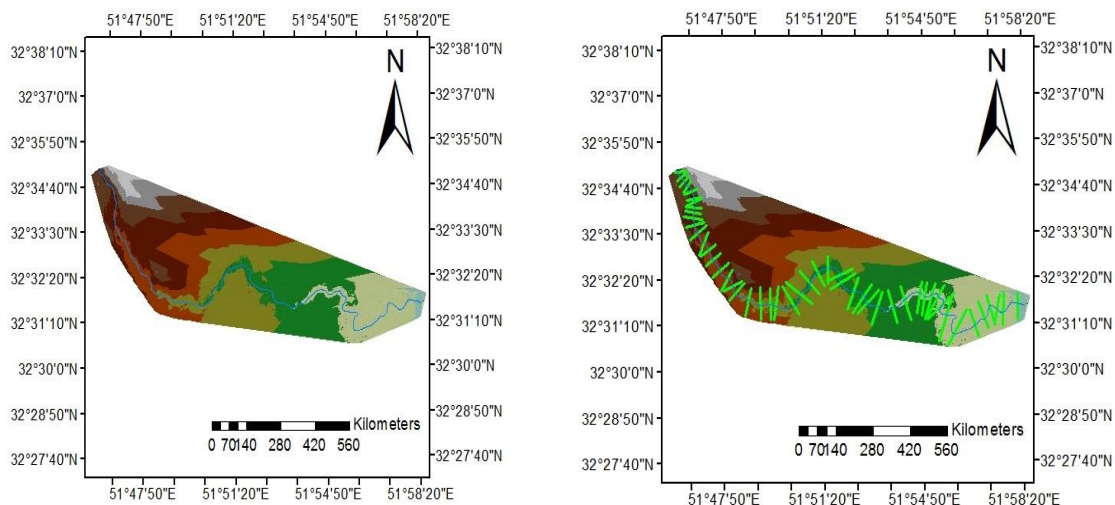 51°47'50"E 51°51'20"E 51°54'50"E 51°58'20"E
N
32°38'10"N 32°38'10"N
32°37'0"N 32°37'0"N
32°35'50"N 32°35'50"N
32°34'40"N 32°34'40"N
32°33'30"N 32°33'30"N
32°32'20"N 32°32'20"N
32°31'10"N 32°31'10"N
32°30'0"N 32°30'0"N
32°28'50"N 32°28'50"N
32°27'40"N 32°27'40"N
Kilometers
0 70140 280 420 560
51°47'50"E 51°51'20"E 51°54'50"E 51°58'20"E
51°47'50"E 51°51'20"E 51°54'50"E 51°58'20"E
N
32°38'10"N 32°38'10"N
32°37'0"N 32°37'0"N
32°35'50"N 32°35'50"N
32°34'40"N 32°34'40"N
32°33'30"N 32°33'30"N
32°32'20"N 32°32'20"N
32°31'10"N 32°31'10"N
32°30'0"N 32°30'0"N
32°28'50"N 32°28'50"N
32°27'40"N 32°27'40"N
Kilometers
0 70140 280 420 560
51°47'50"E 51°51'20"E 51°54'50"E 51°58'20"E